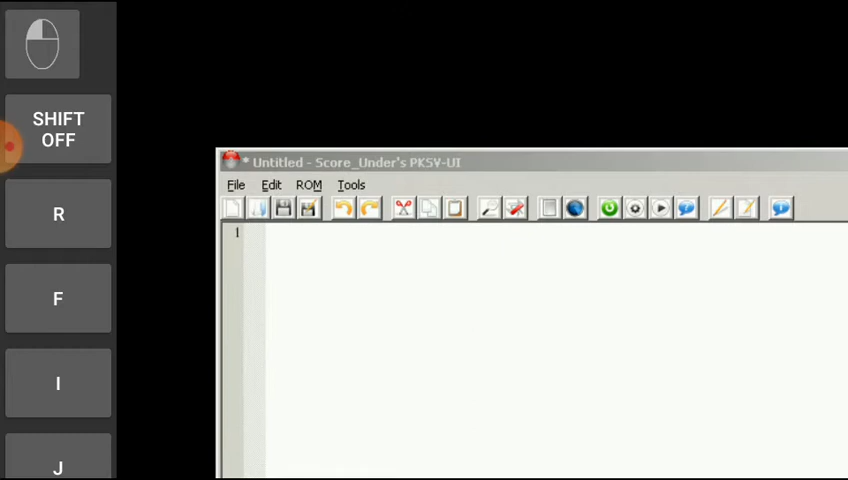 SHIFT
OFF
R
F
I
J
* Untitled - Score_Under's PKSV-UI
File Edit ROM Tools
1